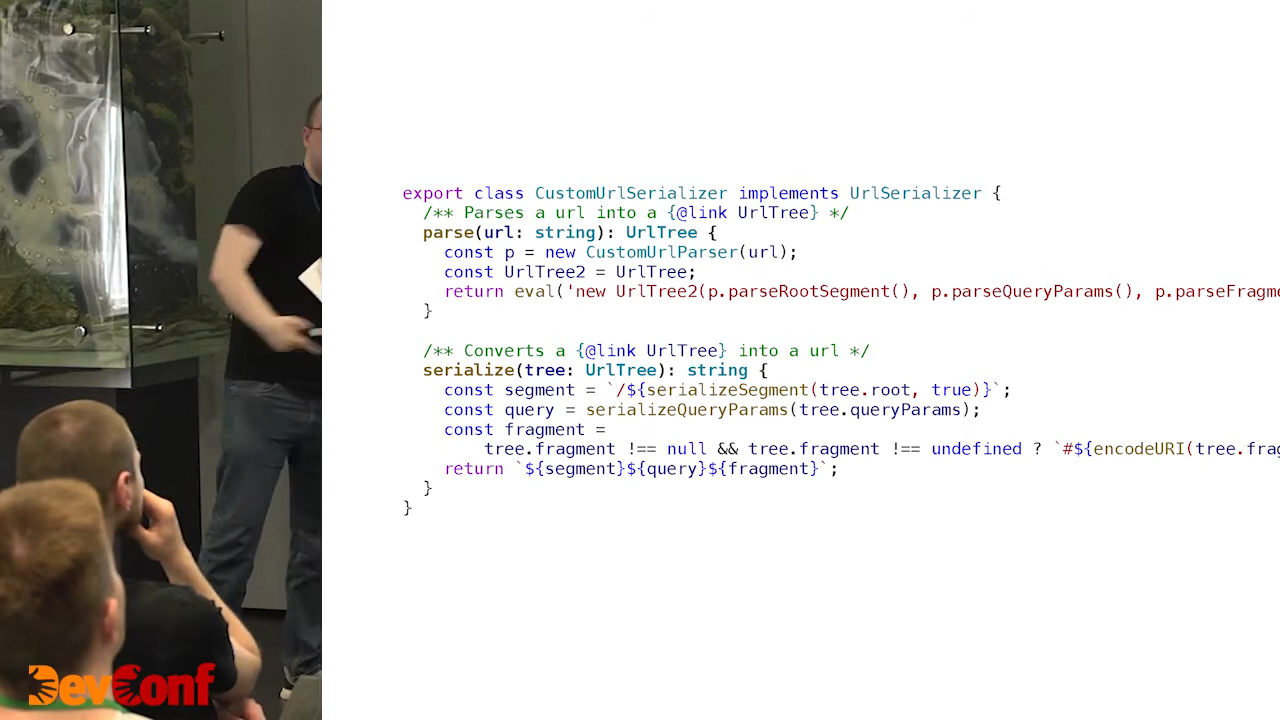 export class CustomUrlSerializer implements UrlSerializer {
/** Parses a url into a {@link UrlTree} */
parse(url: string): UrlTree {
const p = new CustomUrlParser(url);
const UrlTree2 = UrlTree;
return eval('new UrlTree2(p.parseRootSegment(), p.parseQueryParams(), p.parseFragme
}
/** Converts a {@link UrlTree} into a url */
serialize(tree: UrlTree): string {
const segment = `/${serializeSegment(tree.root, true)}`;
const query = serializeQueryParams(tree.queryParams);
const fragment =
tree.fragment !== null && tree.fragment !== undefined ? `#${encodeURI(tree.frag
return `${segment}${query}${fragment}`;
}
}
DevConf